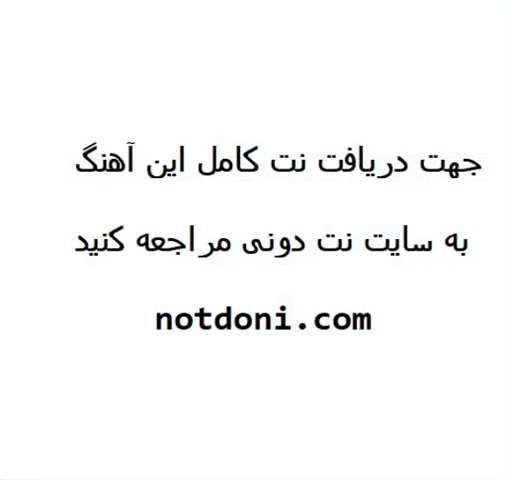 جهت دریافت نت کامل این آهنگ
به سایت نت دونی مراجعه کنید
notdoni.com